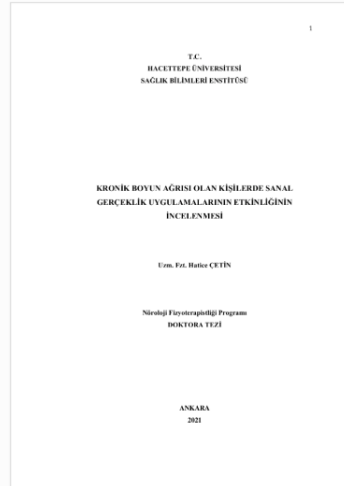 1
T.C.
HACETTEPE ÜNİVERSİTESİ
SAĞLIK BİLİMLERİ ENSTİTÜSÜ
KRONİK BOYUN AĞRISI OLAN KİŞİLERDE SANAL
GERÇEKLİK UYGULAMALARININ ETKİNLİĞİNİN
İNCELENMESİ
Uzm. Fzt. Hatice ÇETİN
Nöroloji Fizyoterapistliği Programı
DOKTORA TEZİ
ANKARA
2021